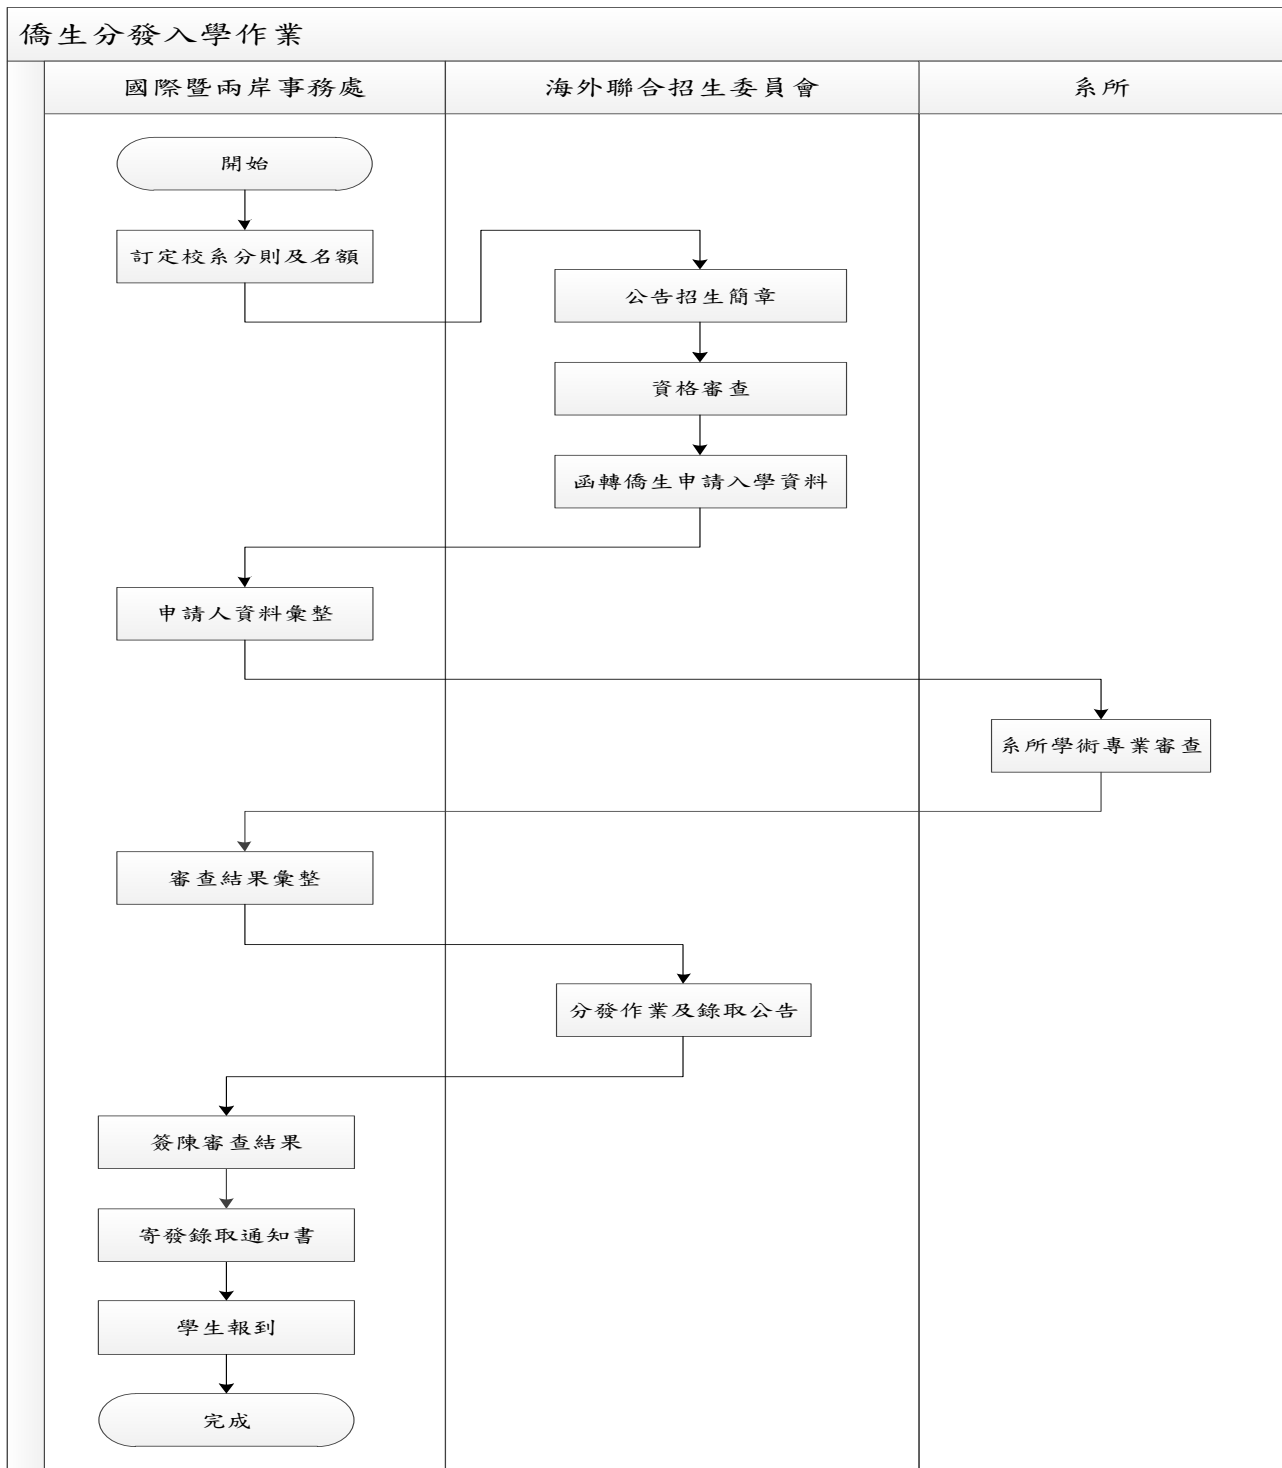 僑生分發入學作業
國際暨兩岸事務處
海外聯合招生委員會
系所
開始
訂定校系分則及名額
公告招生簡章
資格審查
函轉僑生申請入學資料
申請人資料彙整
系所學術專業審查
審查結果彙整
分發作業及錄取公告
簽陳審查結果
寄發錄取通知書
學生報到
完成